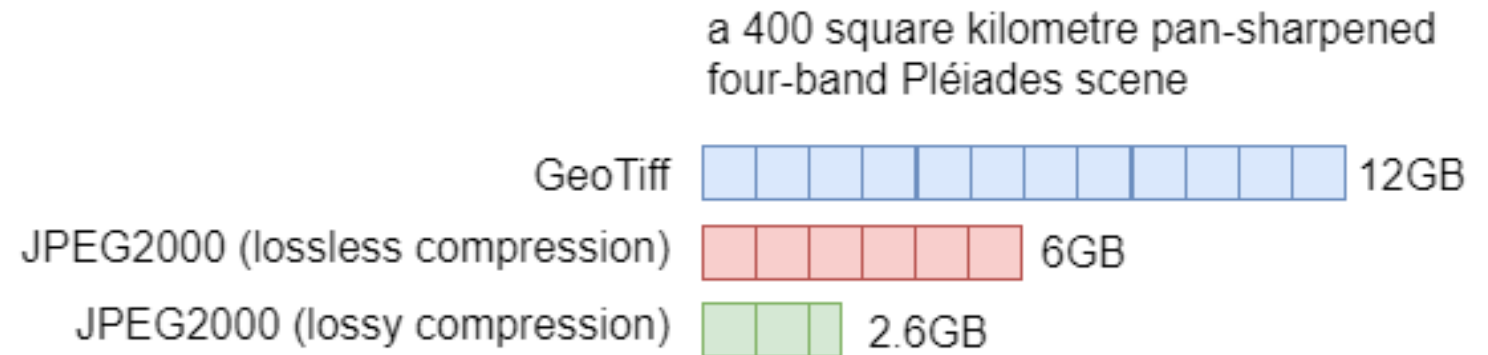 a 400 square kilometre pan-sharpened
four-band Pléiades scene
GeoTiff 12GB
JPEG2000 (lossless compression) 6GB
JPEG2000 (lossy compression) 2.6GB